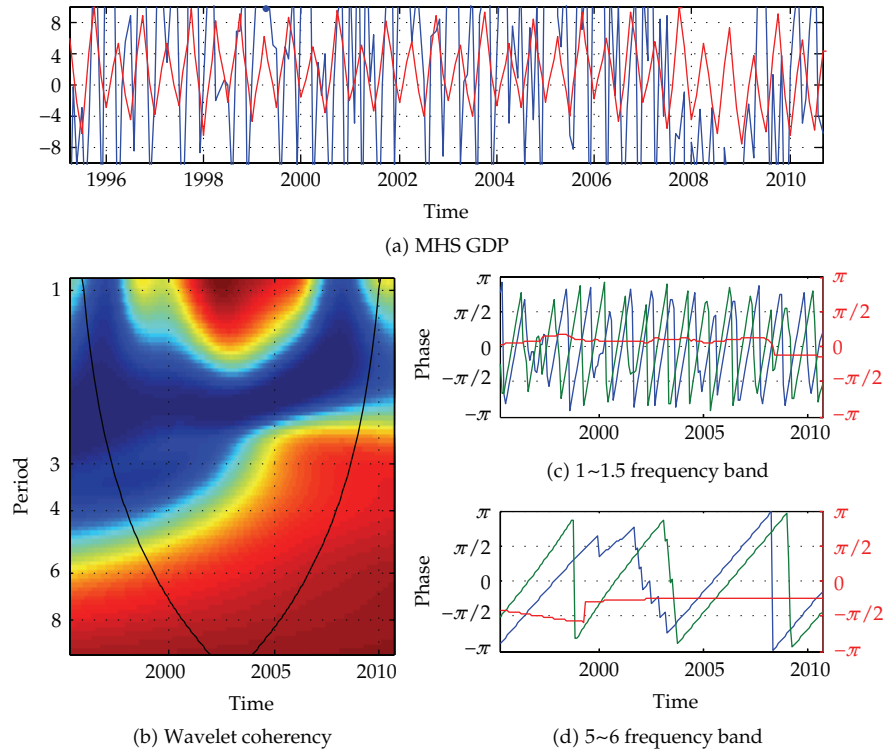 8
4
0
−4
−8
1996 1998 2000 2002 2004 2006 2008 2010
Time
(a) MHS GDP
Period
1
3
4
6
8
2000 2005 2010
Time
(b) Wavelet coherency
Phase
π
π/2
0
−π/2
−π
π
π/2
0
−π/2
−π
2000 2005 2010
(c) 1~1.5 frequency band
Phase
π
π/2
0
−π/2
−π
π
π/2
0
−π/2
−π
2000 2005 2010
Time
(d) 5~6 frequency band